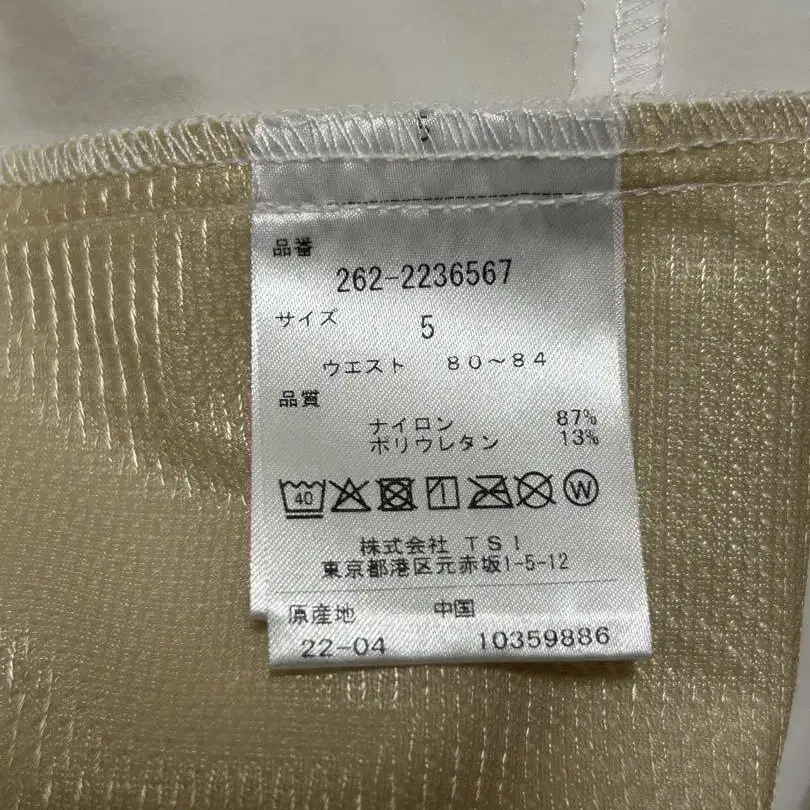 品番
262-2236567
サイズ 5
ウエスト 80～84
品質
ナイロン 87%
ポリウレタン 13%
40 W
株式会社 TSI
東京都港区元赤坂1-5-12
原産地 中国
22-04 10359886